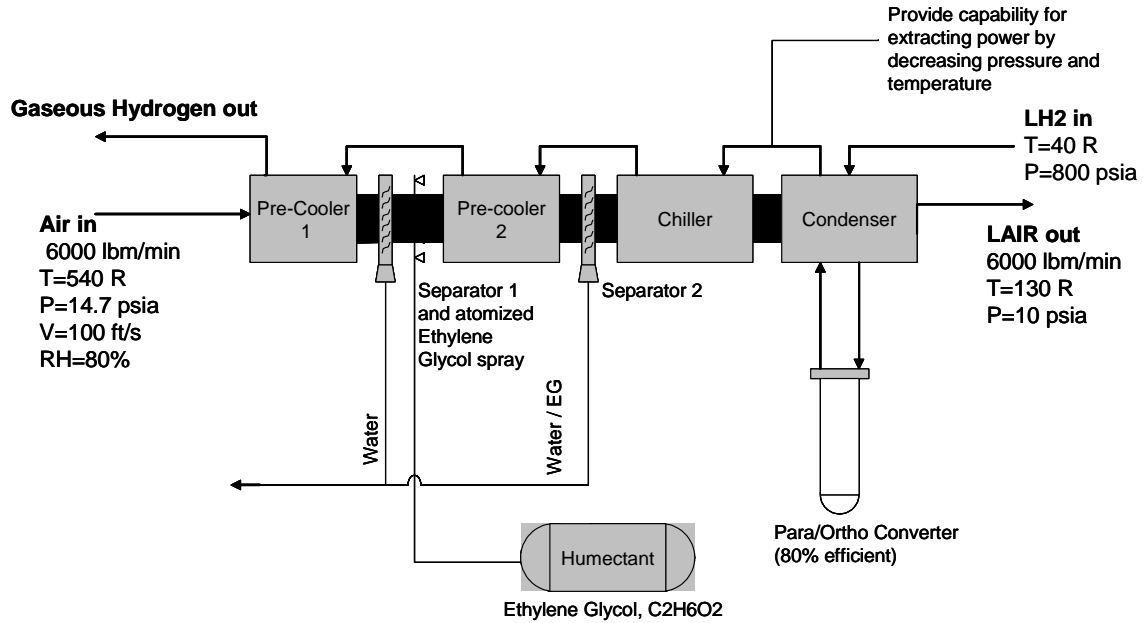 Provide capability for
extracting power by
decreasing pressure and
temperature
Gaseous Hydrogen out
LH2 in
T=40 R
P=800 psia
Pre-Cooler
1
Pre-cooler
2
Chiller
Condenser
Air in
6000 lbm/min
T=540 R
P=14.7 psia
V=100 ft/s
RH=80%
LAIR out
6000 lbm/min
T=130 R
P=10 psia
Separator 1
and atomized
Ethylene
Glycol spray
Separator 2
Water
Water / EG
Para/Ortho Converter
(80% efficient)
Humectant
Ethylene Glycol, C2H6O2